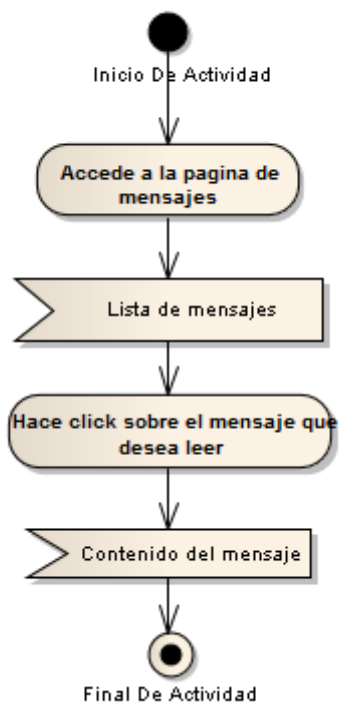 Inicio De Actividad
Accede a la pagina de
mensajes
Lista de mensajes
Hace click sobre el mensaje que
desea leer
Contenido del mensaje
Final De Actividad